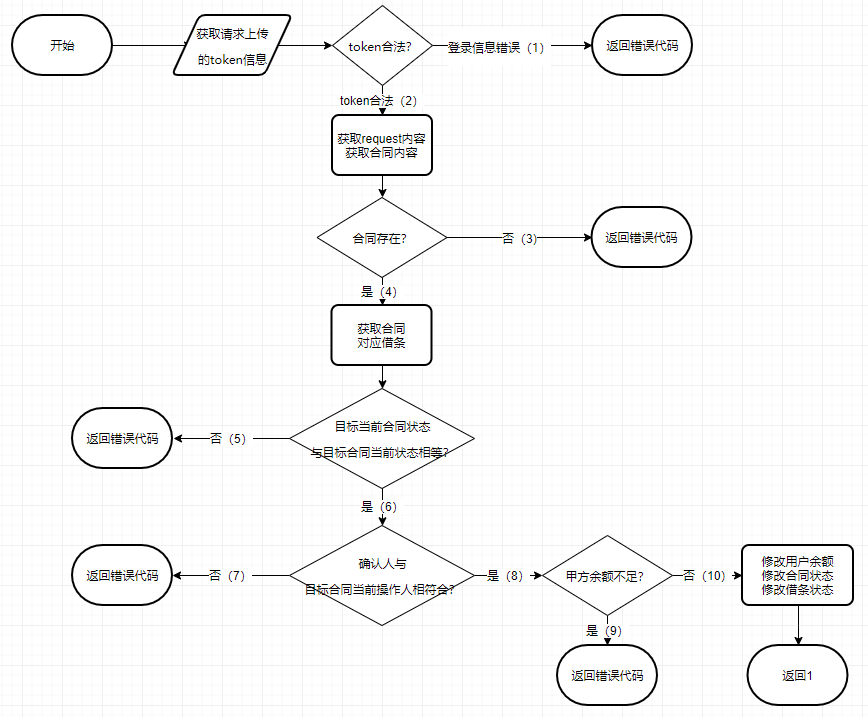 开始
获取请求上传
的token信息
token合法?
登录信息错误（1）
返回错误代码
token合法（2）
获取request内容
获取合同内容
合同存在?
否（3）
返回错误代码
是（4）
获取合同
对应借条
目标当前合同状态
与目标合同当前状态相等?
否（5）
返回错误代码
是（6）
确认人与
目标合同当前操作人相符合?
否（7）
返回错误代码
是（8）
甲方余额不足?
否（10）
修改用户余额
修改合同状态
修改借条状态
是（9）
返回错误代码
返回1